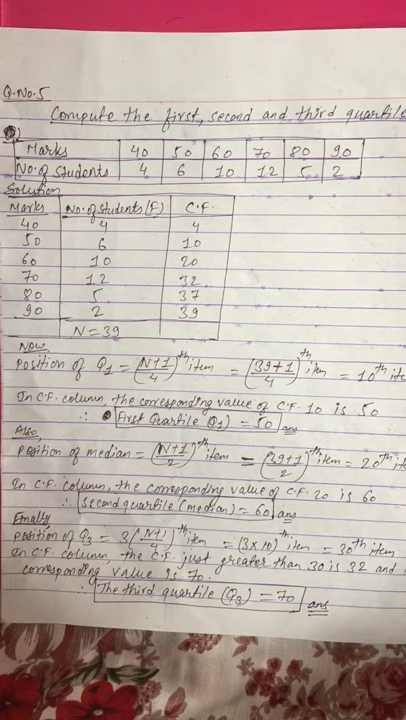 Q.No.5
Compute the first, second and third quartile
a)
Marks 40 50 60 70 80 90
No. of Students 4 6 10 12 5 2
Solution
Marks No. of Students (F) C.F.
40 4 4
50 6 10
60 10 20
70 12 32
80 5 37
90 2 39
N = 39
Now,
Position of Q1 = (N+1/4)th item = (39+1/4)th item = 10th ite
In C.F. column, the corresponding value of C.F. 10 is 50
∴ First Quartile (Q1) = 50 ans
Also,
Position of median = (N+1/2)th item = (39+1/2)th item = 20th it
In C.F. column, the corresponding value of C.F. 20 is 60
∴ Second quartile (median) = 60 ans
Finally
position of Q3 = 3(N+1/4)th item = (3x10)th item = 30th item
In C.F. column, the C.F. just greater than 30 is 32 and
corresponding value is 70.
∴ The third quartile (Q3) = 70 ans